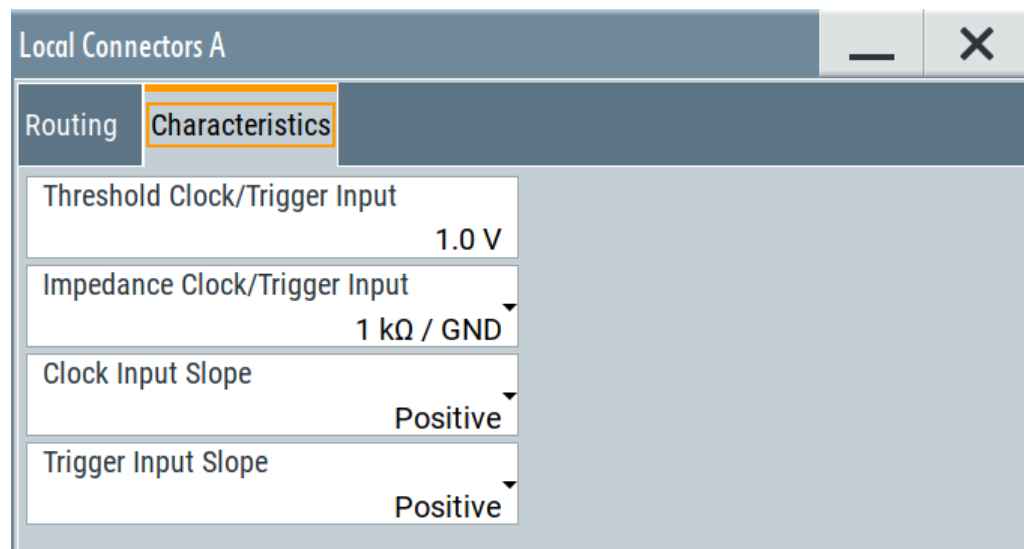 Local Connectors A
Routing Characteristics
Threshold Clock/Trigger Input
1.0 V
Impedance Clock/Trigger Input
1 kΩ / GND
Clock Input Slope
Positive
Trigger Input Slope
Positive